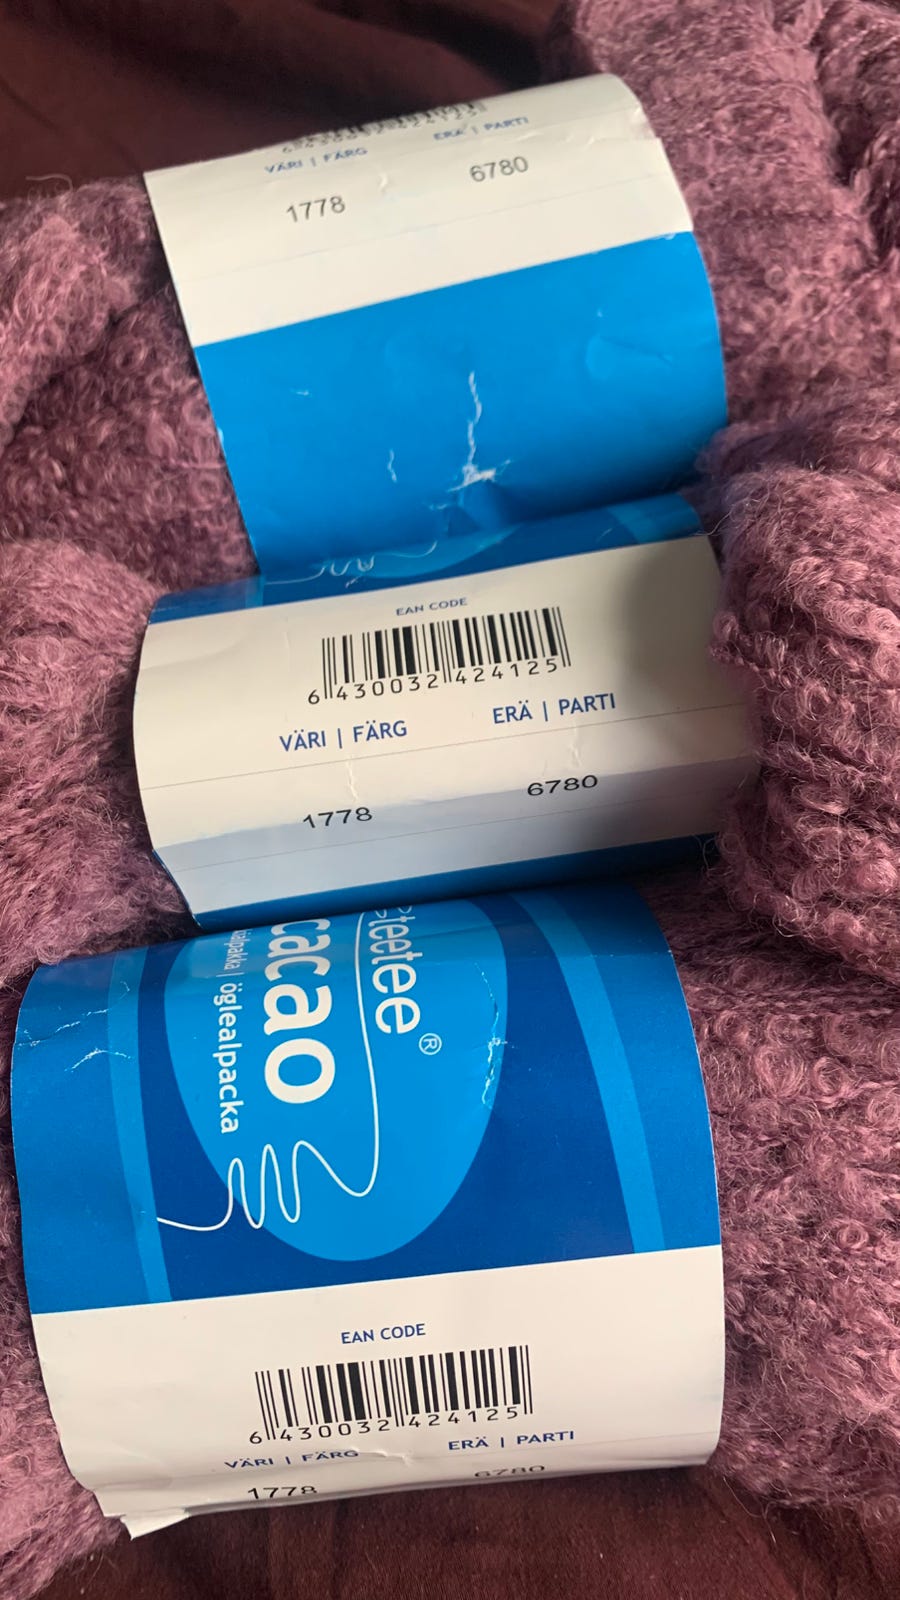 VÄRI | FÄRG
ERÄ | PARTI
1778
6780
EAN CODE
6 430032 424125
VÄRI | FÄRG
ERÄ | PARTI
1778
6780
teetee®
cacao
öglealpacka
EAN CODE
6 430032 424125
VÄRI | FÄRG
ERÄ | PARTI
1778
6780